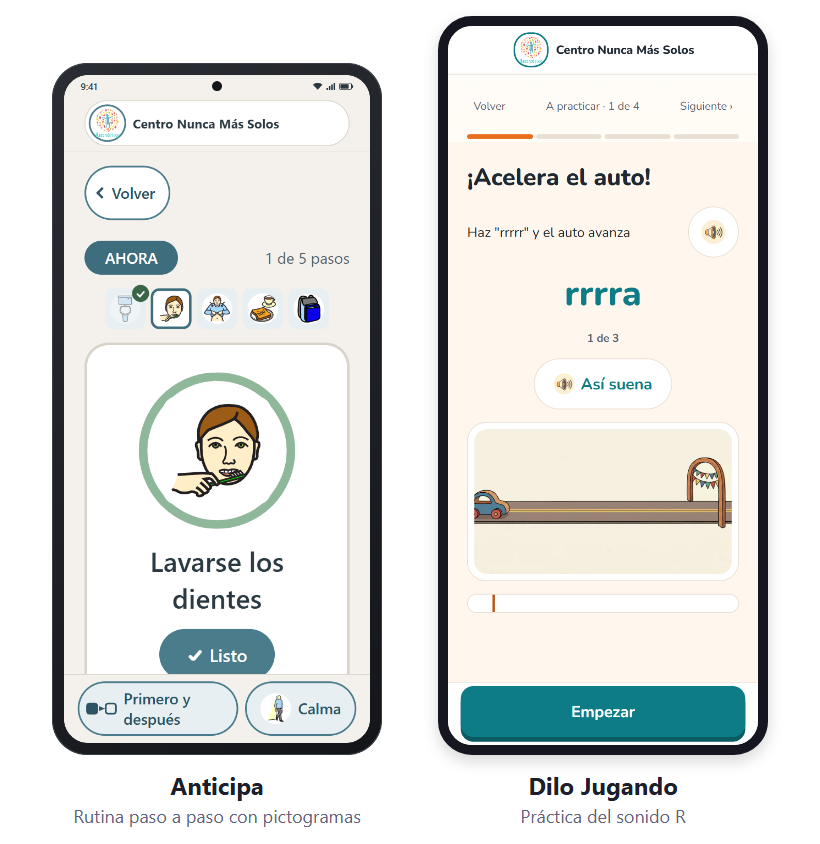 9:41
Centro Nunca Más Solos
Volver
AHORA
1 de 5 pasos
Lavarse los
dientes
Listo
Primero y
después
Calma
Anticipa
Rutina paso a paso con pictogramas
Centro Nunca Más Solos
Volver
A practicar · 1 de 4
Siguiente ›
¡Acelera el auto!
Haz "rrrrr" y el auto avanza
rrrra
1 de 3
Así suena
Empezar
Dilo Jugando
Práctica del sonido R